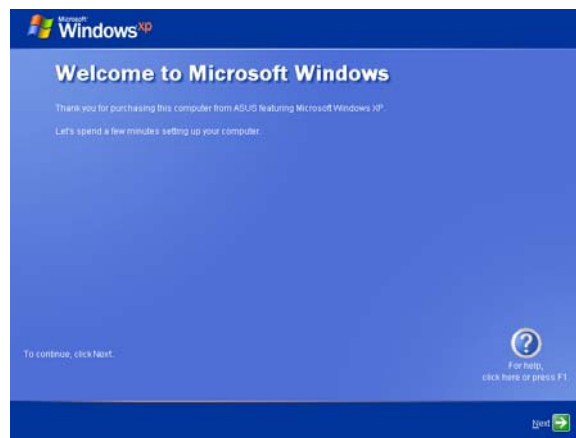 Microsoft
Windows xp
Welcome to Microsoft Windows
Thank you for purchasing this computer from ASUS featuring Microsoft Windows XP.
Let's spend a few minutes setting up your computer.
To continue, click Next.
For help,
click here or press F1.
Next